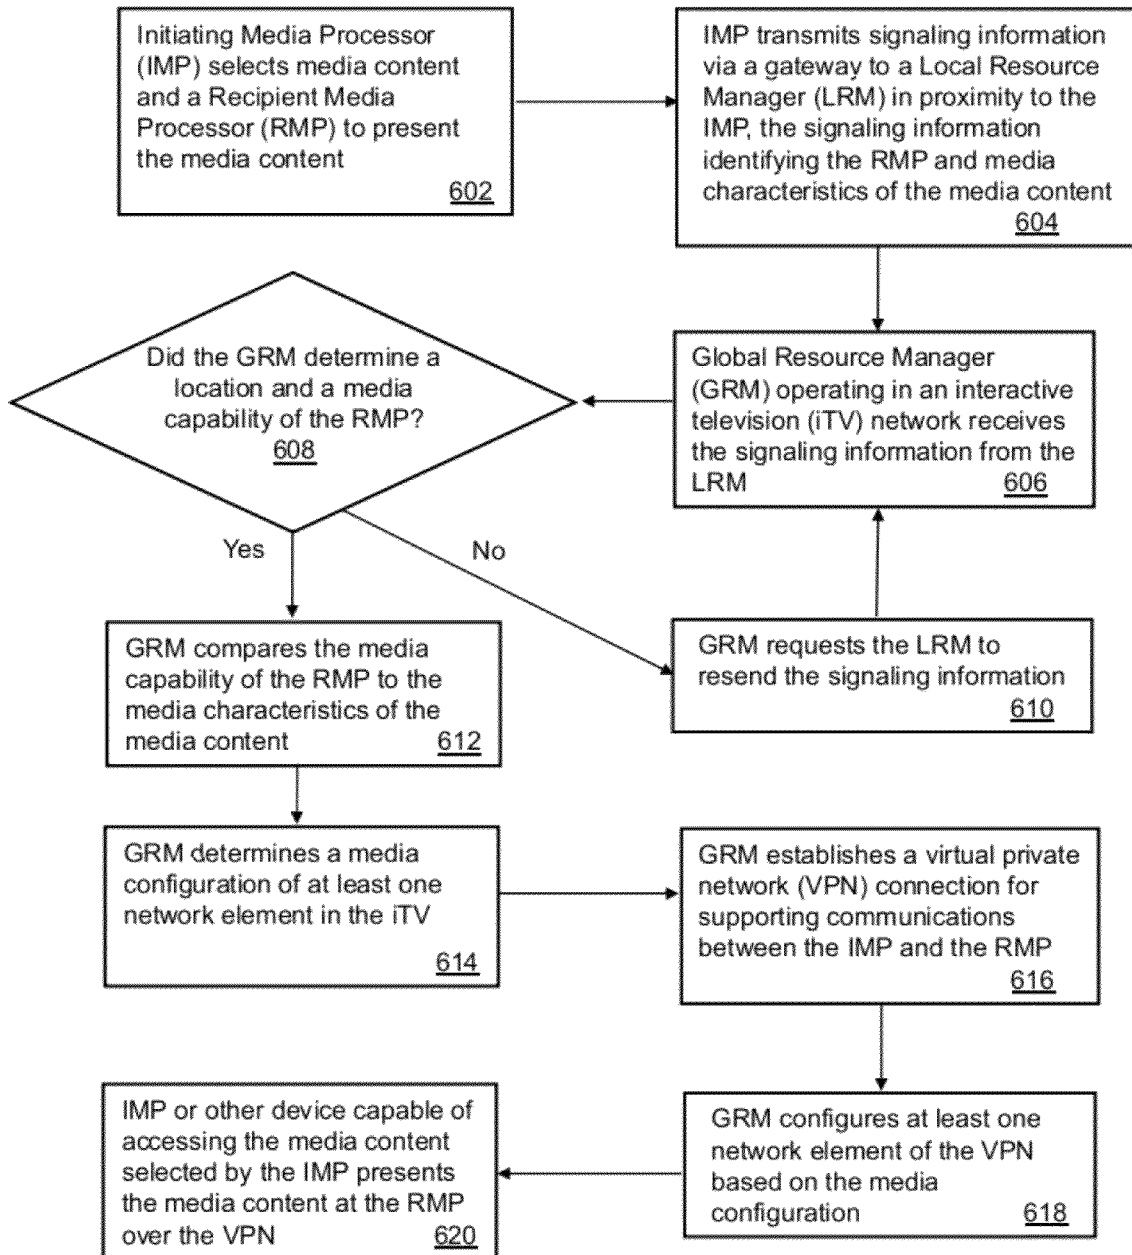 Initiating Media Processor
(IMP) selects media content
and a Recipient Media
Processor (RMP) to present
the media content
602
IMP transmits signaling information
via a gateway to a Local Resource
Manager (LRM) in proximity to the
IMP, the signaling information
identifying the RMP and media
characteristics of the media content
604
Global Resource Manager
(GRM) operating in an interactive
television (iTV) network receives
the signaling information from the
LRM 606
Did the GRM determine a
location and a media
capability of the RMP?
608
Yes
No
GRM requests the LRM to
resend the signaling information
610
GRM compares the media
capability of the RMP to the
media characteristics of the
media content 612
GRM determines a media
configuration of at least one
network element in the iTV
614
GRM establishes a virtual private
network (VPN) connection for
supporting communications
between the IMP and the RMP
616
GRM configures at least one
network element of the VPN
based on the media
configuration 618
IMP or other device capable of
accessing the media content
selected by the IMP presents
the media content at the RMP
over the VPN 620